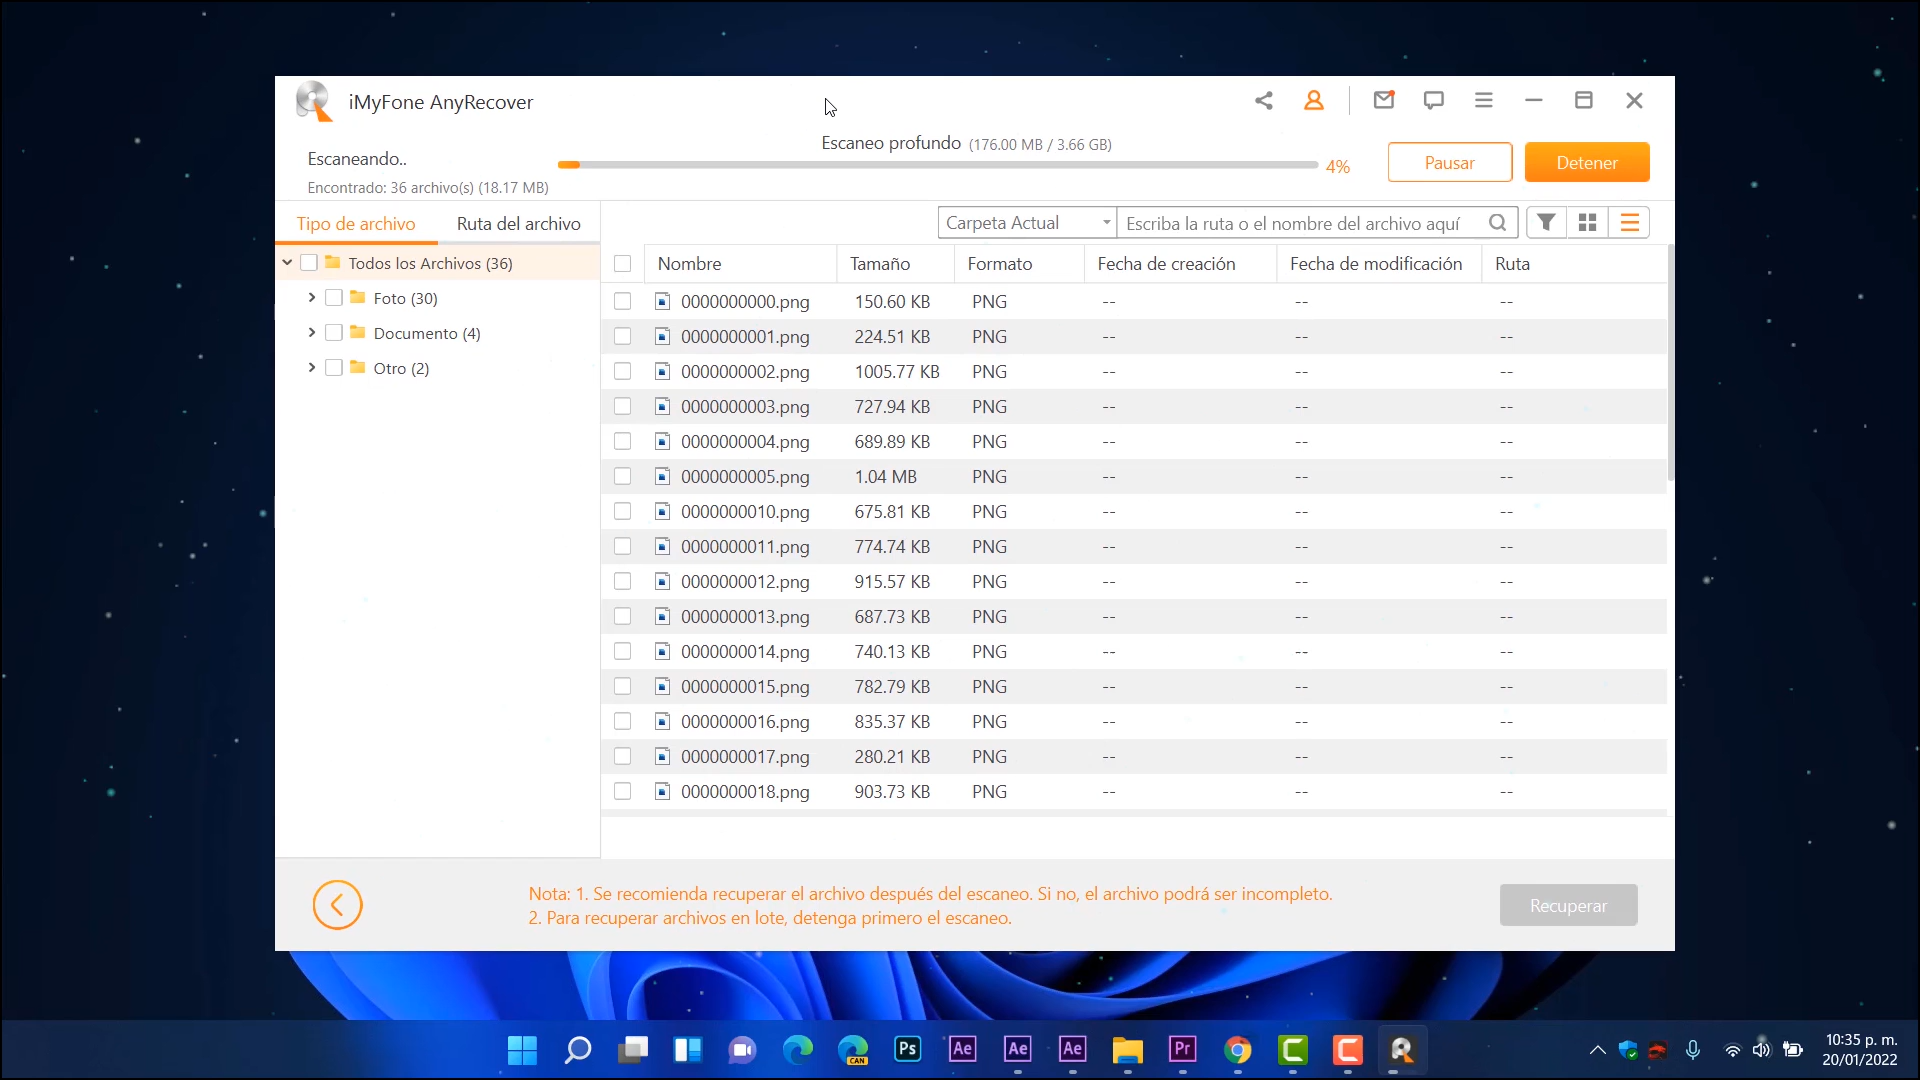 iMyFone AnyRecover
Escaneando..
Encontrado: 36 archivo(s) (18.17 MB)
Escaneo profundo (176.00 MB / 3.66 GB)
4%
Pausar
Detener
Tipo de archivo Ruta del archivo
Carpeta Actual Escriba la ruta o el nombre del archivo aquí
Todos los Archivos (36)
Foto (30)
Documento (4)
Otro (2)
Nombre Tamaño Formato Fecha de creación Fecha de modificación Ruta
0000000000.png 150.60 KB PNG -- -- --
0000000001.png 224.51 KB PNG -- -- --
0000000002.png 1005.77 KB PNG -- -- --
0000000003.png 727.94 KB PNG -- -- --
0000000004.png 689.89 KB PNG -- -- --
0000000005.png 1.04 MB PNG -- -- --
0000000010.png 675.81 KB PNG -- -- --
0000000011.png 774.74 KB PNG -- -- --
0000000012.png 915.57 KB PNG -- -- --
0000000013.png 687.73 KB PNG -- -- --
0000000014.png 740.13 KB PNG -- -- --
0000000015.png 782.79 KB PNG -- -- --
0000000016.png 835.37 KB PNG -- -- --
0000000017.png 280.21 KB PNG -- -- --
0000000018.png 903.73 KB PNG -- -- --
Nota: 1. Se recomienda recuperar el archivo después del escaneo. Si no, el archivo podrá ser incompleto.
2. Para recuperar archivos en lote, detenga primero el escaneo.
Recuperar
CAN Ps Ae Ae Ae Pr C C
10:35 p. m.
20/01/2022